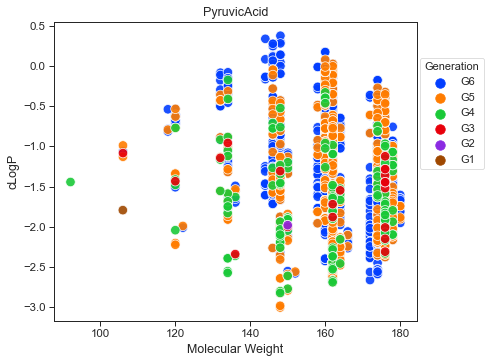 PyruvicAcid
0.5
0.0
−0.5
−1.0
−1.5
−2.0
−2.5
−3.0
cLogP
100
120
140
160
180
Molecular Weight
Generation
G6
G5
G4
G3
G2
G1